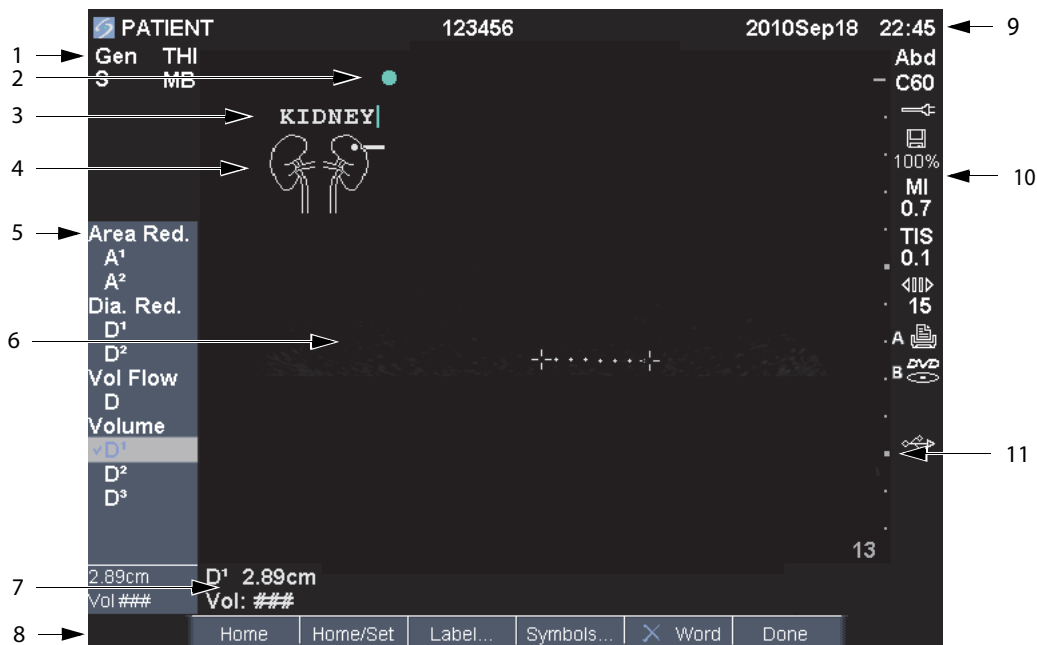 PATIENT 123456 2010Sep18 22:45 9
1 Gen THI Abd
2 S MB C60
3 KIDNEY
100%
4 10
MI
0.7
5 Area Red. TIS
A¹ 0.1
A²
Dia. Red. 15
D¹
6 D² A
Vol Flow B DVD
D
Volume
✓D¹ 11
D²
D³
13
2.89cm D¹ 2.89cm
7
Vol ### Vol: ###
8 Home Home/Set Label... Symbols... X Word Done